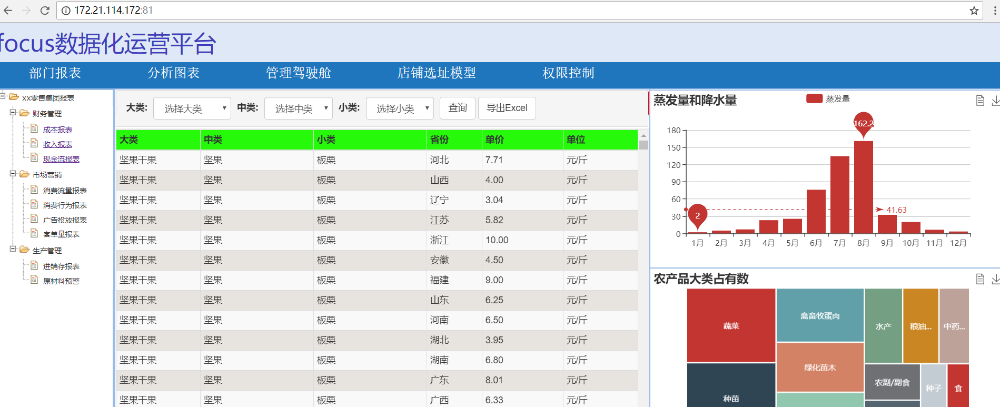 172.21.114.172:81
focus数据化运营平台
部门报表 分析图表 管理驾驶舱 店铺选址模型 权限控制
xx零售集团报表
财务管理
成本报表
收入报表
现金流报表
市场营销
消费流量报表
消费行为报表
广告投放报表
客单量报表
生产管理
进销存报表
原材料预警
大类: 选择大类 中类: 选择中类 小类: 选择小类 查询 导出Excel
大类 中类 小类 省份 单价 单位
坚果干果 坚果 板栗 河北 7.71 元/斤
坚果干果 坚果 板栗 山西 4.00 元/斤
坚果干果 坚果 板栗 辽宁 3.04 元/斤
坚果干果 坚果 板栗 江苏 5.82 元/斤
坚果干果 坚果 板栗 浙江 10.00 元/斤
坚果干果 坚果 板栗 安徽 4.50 元/斤
坚果干果 坚果 板栗 福建 9.00 元/斤
坚果干果 坚果 板栗 山东 6.25 元/斤
坚果干果 坚果 板栗 河南 6.50 元/斤
坚果干果 坚果 板栗 湖北 3.95 元/斤
坚果干果 坚果 板栗 湖南 6.80 元/斤
坚果干果 坚果 板栗 广东 8.01 元/斤
坚果干果 坚果 板栗 广西 6.33 元/斤
蒸发量和降水量
蒸发量
162.2
180
150
120
90
60
30
0
2
41.63
1月 2月 3月 4月 5月 6月 7月 8月 9月 10月 11月 12月
农产品大类占有数
蔬菜
禽畜牧蛋肉
水产
粮油...
中药...
绿化苗木
农副/副食
种子
食
种苗